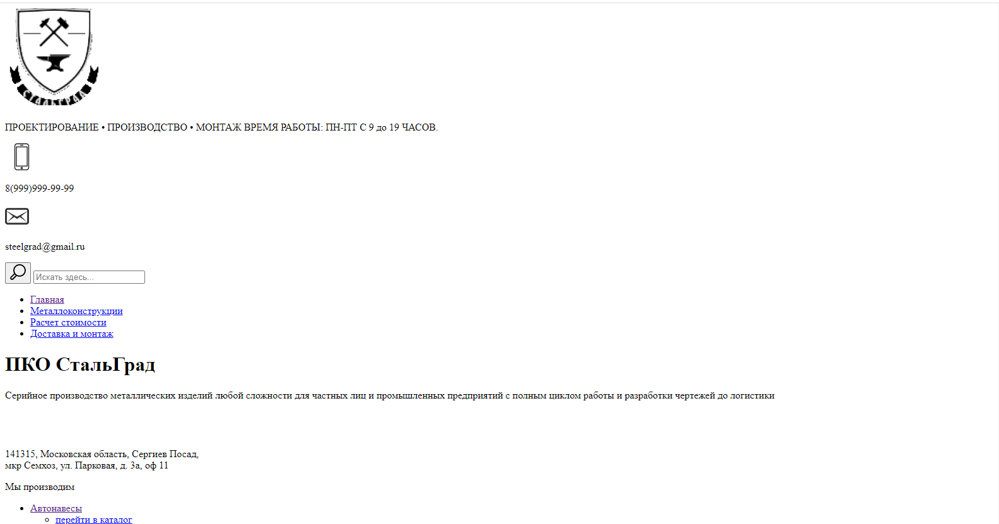 СТАЛЬГРАД
ПРОЕКТИРОВАНИЕ • ПРОИЗВОДСТВО • МОНТАЖ ВРЕМЯ РАБОТЫ: ПН-ПТ С 9 до 19 ЧАСОВ.
8(999)999-99-99
steelgrad@gmail.ru
Искать здесь...
Главная
Металлоконструкции
Расчет стоимости
Доставка и монтаж
ПКО СтальГрад
Серийное производство металлических изделий любой сложности для частных лиц и промышленных предприятий с полным циклом работы и разработки чертежей до логистики
141315, Московская область, Сергиев Посад,
мкр Семхоз, ул. Парковая, д. 3а, оф 11
Мы производим
Автонавесы
перейти в каталог